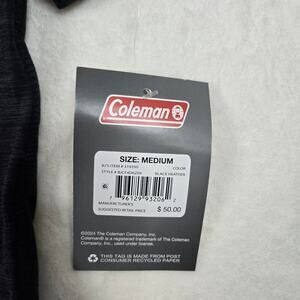 Coleman
SIZE: MEDIUM
COLOR
BLACK HEATHER
96129 93206
MANUFACTURER'S
SUGGESTED RETAIL PRICE $ 50.00
©2024 The Coleman Company, Inc.
Coleman® is a registered trademark of The Coleman
Company, Inc., used under license.
THIS TAG IS MADE FROM POST
CONSUMER RECYCLED PAPER